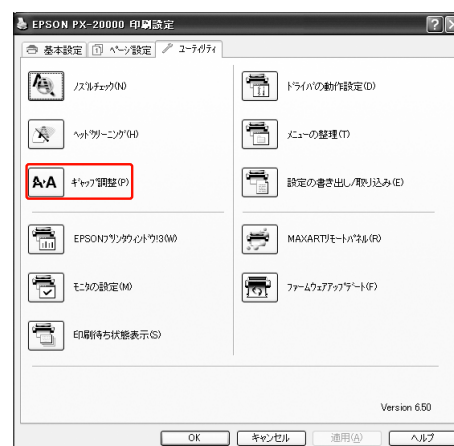 EPSON PX-20000 印刷設定
基本設定 ページ設定 ユーティリティ
ノズルチェック(N)
ヘッドクリーニング(H)
A◂A ギャップ調整(P)
EPSONプリンタウィンドウ!3(W)
モニタの設定(M)
印刷待ち状態表示(S)
ドライバの動作設定(D)
メニューの整理(T)
設定の書き出し/取り込み(E)
MAXARTリモートパネル(R)
ファームウェアアップデート(F)
Version 6.50
OK キャンセル 適用(A) ヘルプ